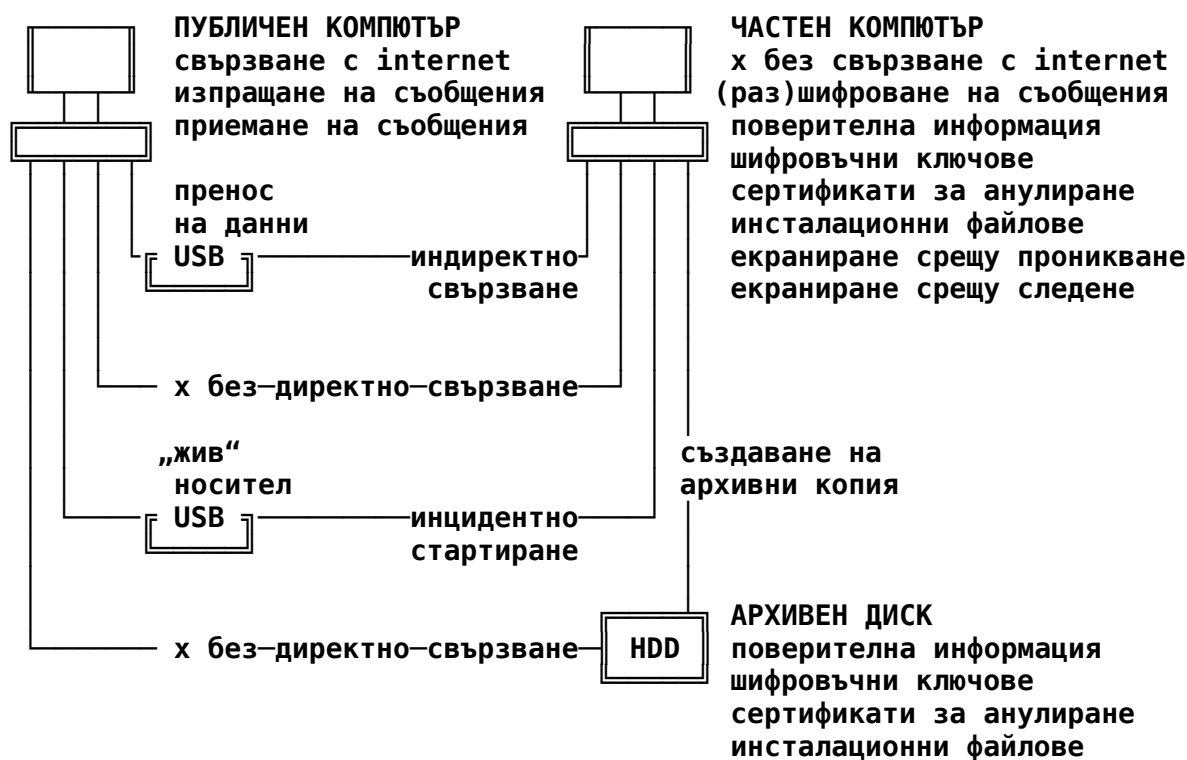 ПУБЛИЧЕН КОМПЮТЪР
свързване с internet
изпращане на съобщения
приемане на съобщения
ЧАСТЕН КОМПЮТЪР
x без свързване с internet
(раз)шифроване на съобщения
поверителна информация
шифровъчни ключове
сертификати за анулиране
инсталационни файлове
екраниране срещу проникване
екраниране срещу следене
пренос
на данни
USB
индиректно
свързване
x без директно свързване
„жив“
носител
USB
инцидентно
стартиране
създаване на
архивни копия
x без директно свързване
HDD
АРХИВЕН ДИСК
поверителна информация
шифровъчни ключове
сертификати за анулиране
инсталационни файлове